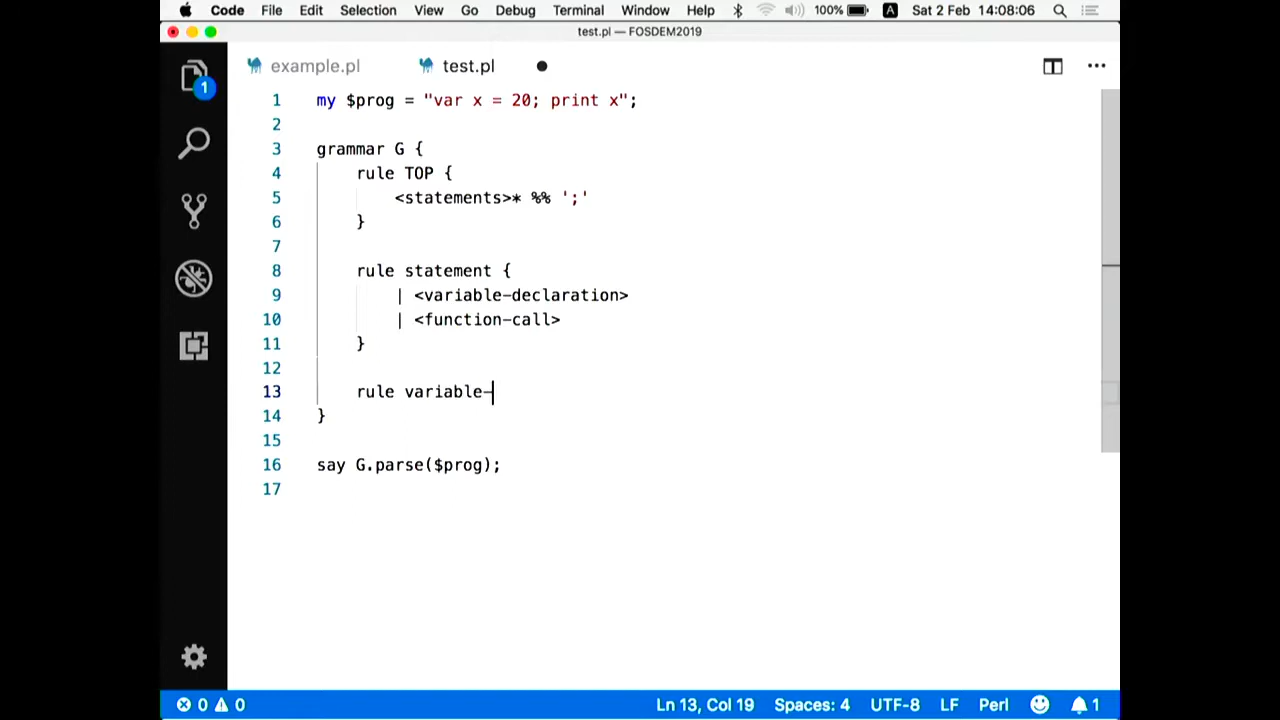 Code File Edit Selection View Go Debug Terminal Window Help 100% A Sat 2 Feb 14:08:06
test.pl — FOSDEM2019
example.pl test.pl
1
1 my $prog = "var x = 20; print x";
2
3 grammar G {
4 rule TOP {
5 <statements>* %% ';'
6 }
7
8 rule statement {
9 | <variable-declaration>
10 | <function-call>
11 }
12
13 rule variable-
14 }
15
16 say G.parse($prog);
17
0 0 Ln 13, Col 19 Spaces: 4 UTF-8 LF Perl 1